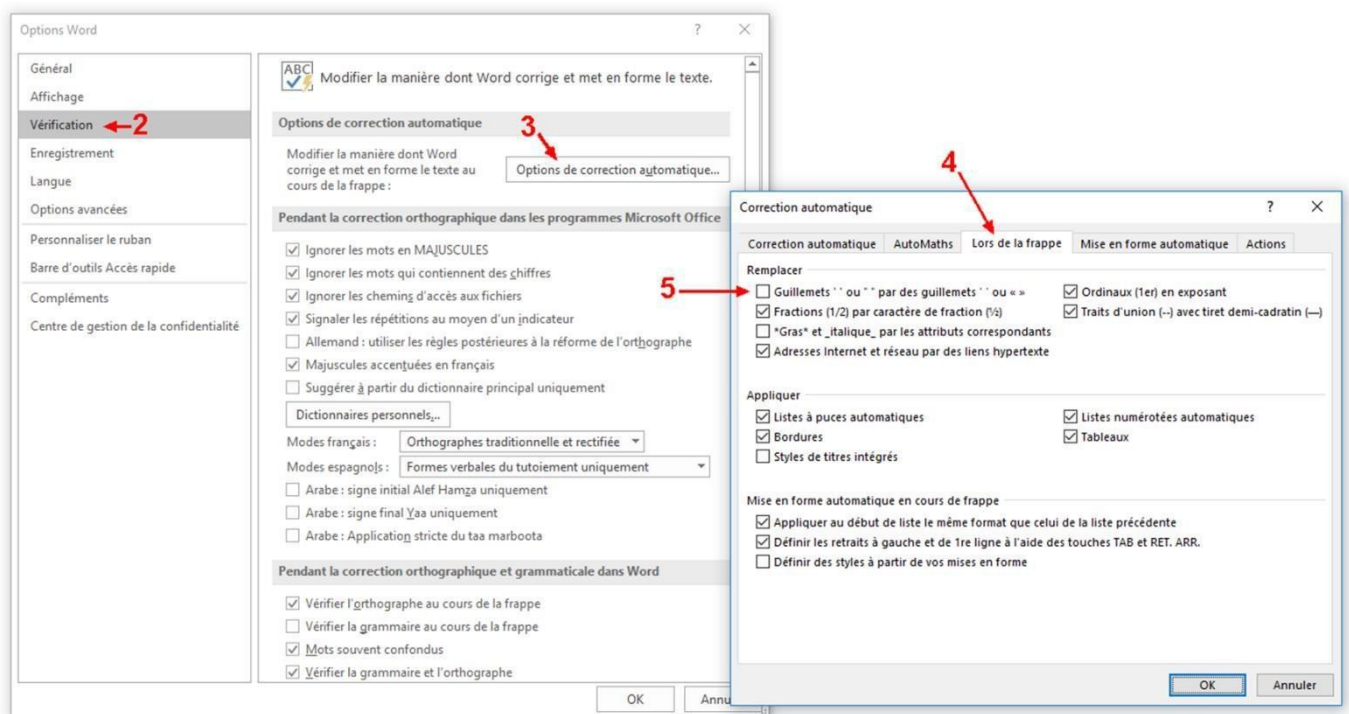 Options Word
?
Général
Affichage
Vérification
2
Enregistrement
Langue
Options avancées
Personnaliser le ruban
Barre d'outils Accès rapide
Compléments
Centre de gestion de la confidentialité
ABC
Modifier la manière dont Word corrige et met en forme le texte.
Options de correction automatique
3
Modifier la manière dont Word
corrige et met en forme le texte au
cours de la frappe :
Options de correction automatique...
Pendant la correction orthographique dans les programmes Microsoft Office
Ignorer les mots en MAJUSCULES
Ignorer les mots qui contiennent des chiffres
Ignorer les chemins d'accès aux fichiers
Signaler les répétitions au moyen d'un indicateur
Allemand : utiliser les règles postérieures à la réforme de l'orthographe
Majuscules accentuées en français
Suggérer à partir du dictionnaire principal uniquement
Dictionnaires personnels...
Modes français : Orthographes traditionnelle et rectifiée
Modes espagnols : Formes verbales du tutoiement uniquement
Arabe : signe initial Alef Hamza uniquement
Arabe : signe final Yaa uniquement
Arabe : Application stricte du taa marboota
Pendant la correction orthographique et grammaticale dans Word
Vérifier l'orthographe au cours de la frappe
Vérifier la grammaire au cours de la frappe
Mots souvent confondus
Vérifier la grammaire et l'orthographe
OK
Annu
4
Correction automatique
?
Correction automatique AutoMaths Lors de la frappe Mise en forme automatique Actions
Remplacer
5
Guillemets ' ' ou " " par des guillemets ' ' ou « »
Ordinaux (1er) en exposant
Fractions (1/2) par caractère de fraction (½)
Traits d'union (--) avec tiret demi-cadratin (—)
*Gras* et _italique_ par les attributs correspondants
Adresses Internet et réseau par des liens hypertexte
Appliquer
Listes à puces automatiques
Listes numérotées automatiques
Bordures
Tableaux
Styles de titres intégrés
Mise en forme automatique en cours de frappe
Appliquer au début de liste le même format que celui de la liste précédente
Définir les retraits à gauche et de 1re ligne à l'aide des touches TAB et RET. ARR.
Définir des styles à partir de vos mises en forme
OK
Annuler